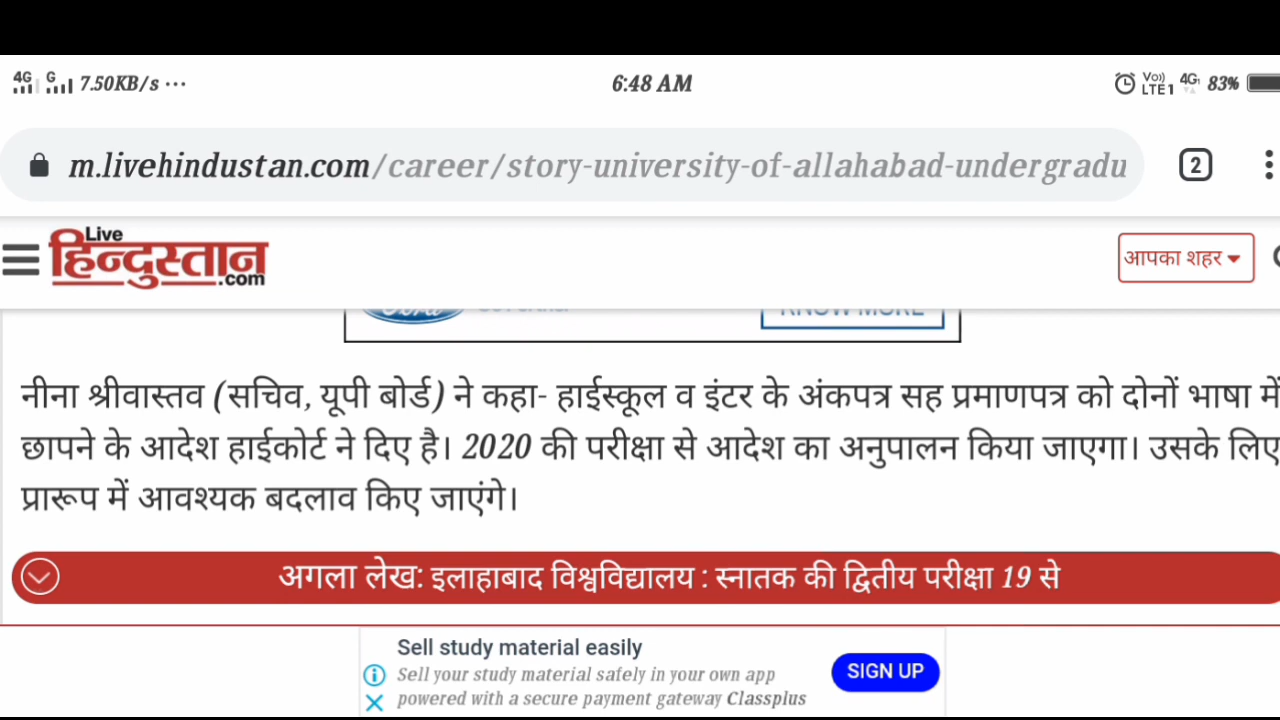 4G G 7.50KB/s ···
6:48 AM
Vo)) LTE1 4G 83%
m.livehindustan.com/career/story-university-of-allahabad-undergradu
2
Live
हिन्दुस्तान
.com
आपका शहर
KNOW MORE
नीना श्रीवास्तव (सचिव, यूपी बोर्ड) ने कहा- हाईस्कूल व इंटर के अंकपत्र सह प्रमाणपत्र को दोनों भाषा में
छापने के आदेश हाईकोर्ट ने दिए है। 2020 की परीक्षा से आदेश का अनुपालन किया जाएगा। उसके लिए
प्रारूप में आवश्यक बदलाव किए जाएंगे।
अगला लेख: इलाहाबाद विश्वविद्यालय : स्नातक की द्वितीय परीक्षा 19 से
Sell study material easily
Sell your study material safely in your own app
powered with a secure payment gateway Classplus
SIGN UP